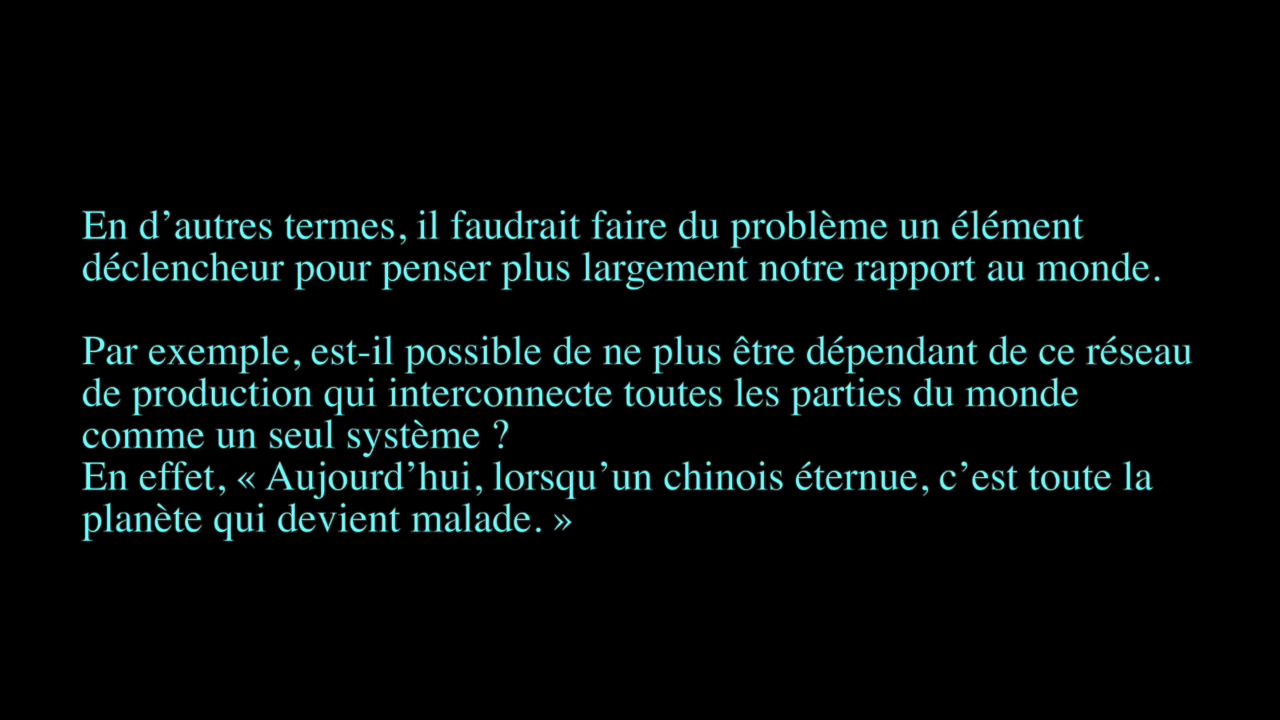 En d’autres termes, il faudrait faire du problème un élément
déclencheur pour penser plus largement notre rapport au monde.
Par exemple, est-il possible de ne plus être dépendant de ce réseau
de production qui interconnecte toutes les parties du monde
comme un seul système ?
En effet, « Aujourd’hui, lorsqu’un chinois éternue, c’est toute la
planète qui devient malade. »